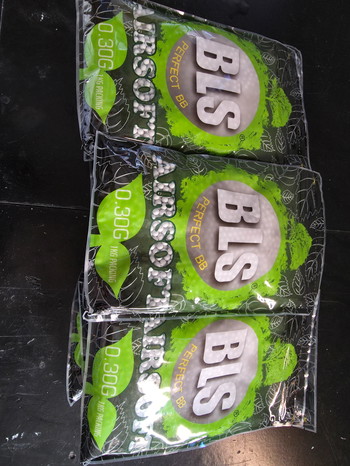 BLS
PERFECT BB
AIRSOFT
0.30G
BLS
PERFECT BB
AIRSOFT
0.30G
BLS
PERFECT BB
AIRSOFT
0.30G